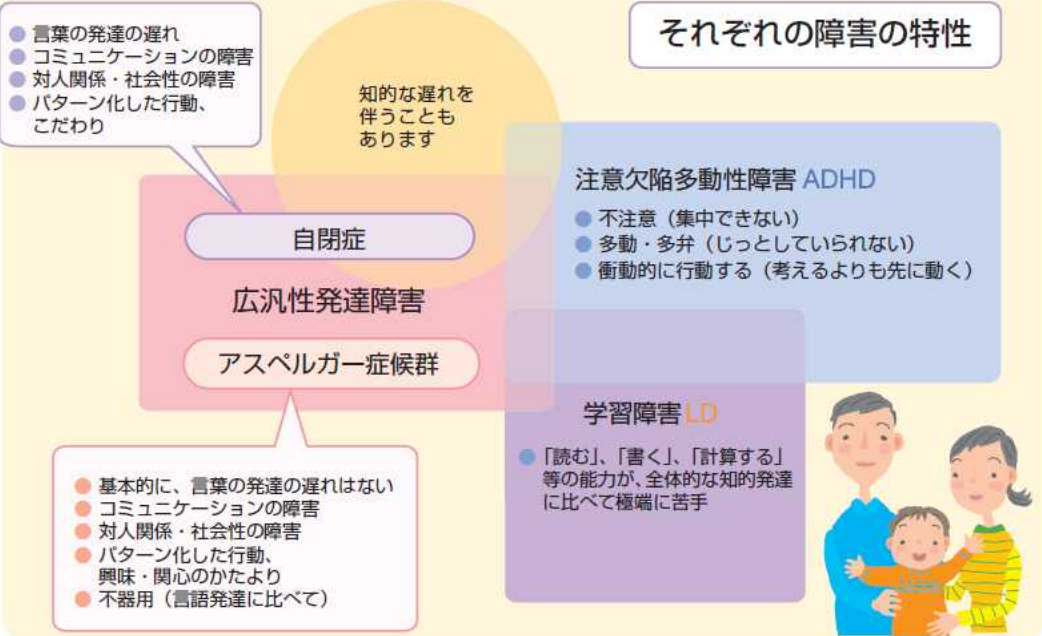 それぞれの障害の特性
● 言葉の発達の遅れ
● コミュニケーションの障害
● 対人関係・社会性の障害
● パターン化した行動、
こだわり
知的な遅れを
伴うことも
あります
自閉症
広汎性発達障害
アスペルガー症候群
● 基本的に、言葉の発達の遅れはない
● コミュニケーションの障害
● 対人関係・社会性の障害
● パターン化した行動、
興味・関心のかたより
● 不器用（言語発達に比べて）
注意欠陥多動性障害 ADHD
● 不注意（集中できない）
● 多動・多弁（じっとしていられない）
● 衝動的に行動する（考えるよりも先に動く）
学習障害 LD
● 「読む」、「書く」、「計算する」
等の能力が、全体的な知的発達
に比べて極端に苦手